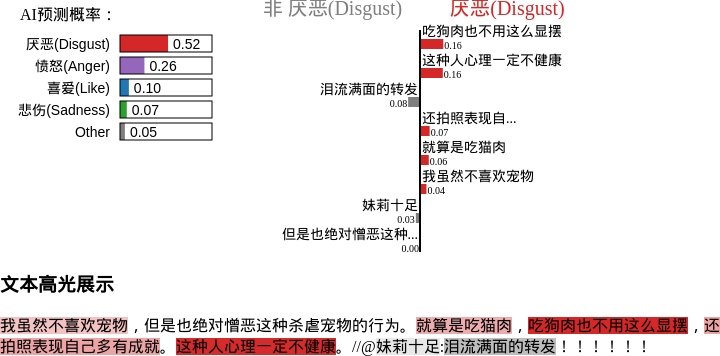 AI预测概率：
厌恶(Disgust) 0.52
愤怒(Anger) 0.26
喜爱(Like) 0.10
悲伤(Sadness) 0.07
Other 0.05
非 厌恶(Disgust) 厌恶(Disgust)
吃狗肉也不用这么显摆
0.16
这种人心理一定不健康
0.16
泪流满面的转发
0.08
还拍照表现自...
0.07
就算是吃猫肉
0.06
我虽然不喜欢宠物
0.04
妹莉十足
0.03
但是也绝对憎恶这种...
0.00
文本高光展示
我虽然不喜欢宠物，但是也绝对憎恶这种杀虐宠物的行为。就算是吃猫肉，吃狗肉也不用这么显摆，还
拍照表现自己多有成就。这种人心理一定不健康。//@妹莉十足:泪流满面的转发！！！！！！